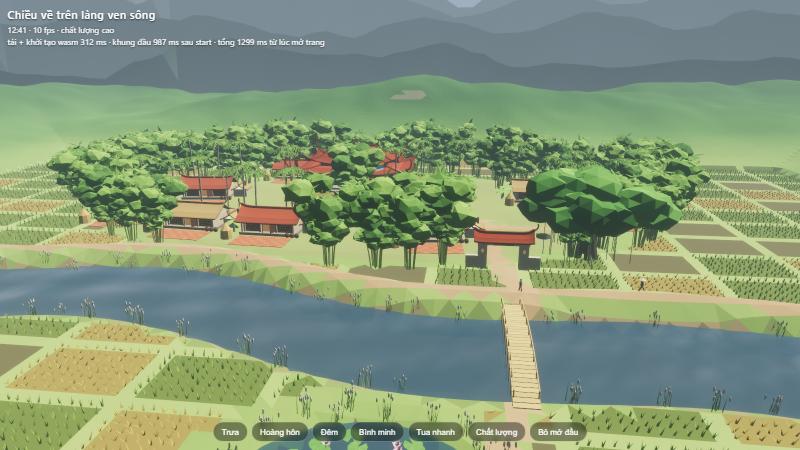 Chiều về trên làng ven sông
12:41 · 10 fps · chất lượng cao
tải + khởi tạo wasm 312 ms · khung đầu 987 ms sau start · tổng 1299 ms từ lúc mở trang
Trưa
Hoàng hôn
Đêm
Bình minh
Tua nhanh
Chất lượng
Bỏ mở đầu